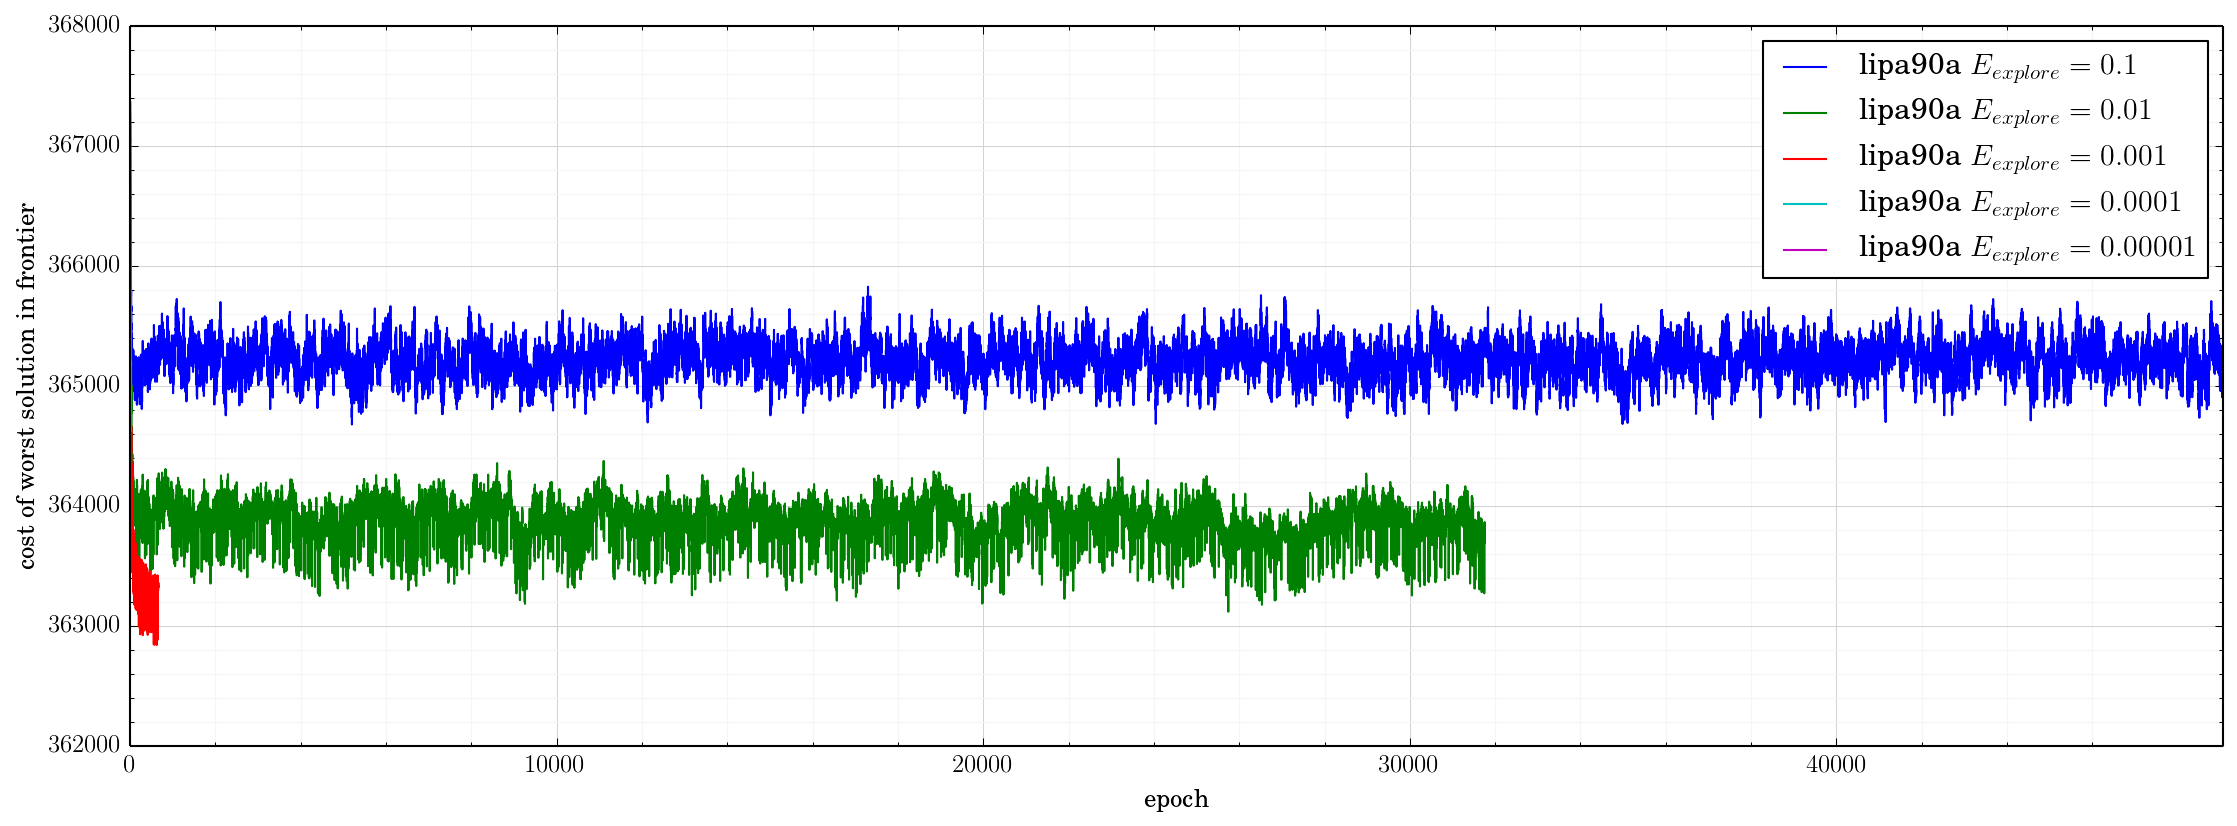 368000
367000
366000
365000
364000
363000
362000
cost of worst solution in frontier
0
10000
20000
30000
40000
epoch
lipa90a E_explore = 0.1
lipa90a E_explore = 0.01
lipa90a E_explore = 0.001
lipa90a E_explore = 0.0001
lipa90a E_explore = 0.00001